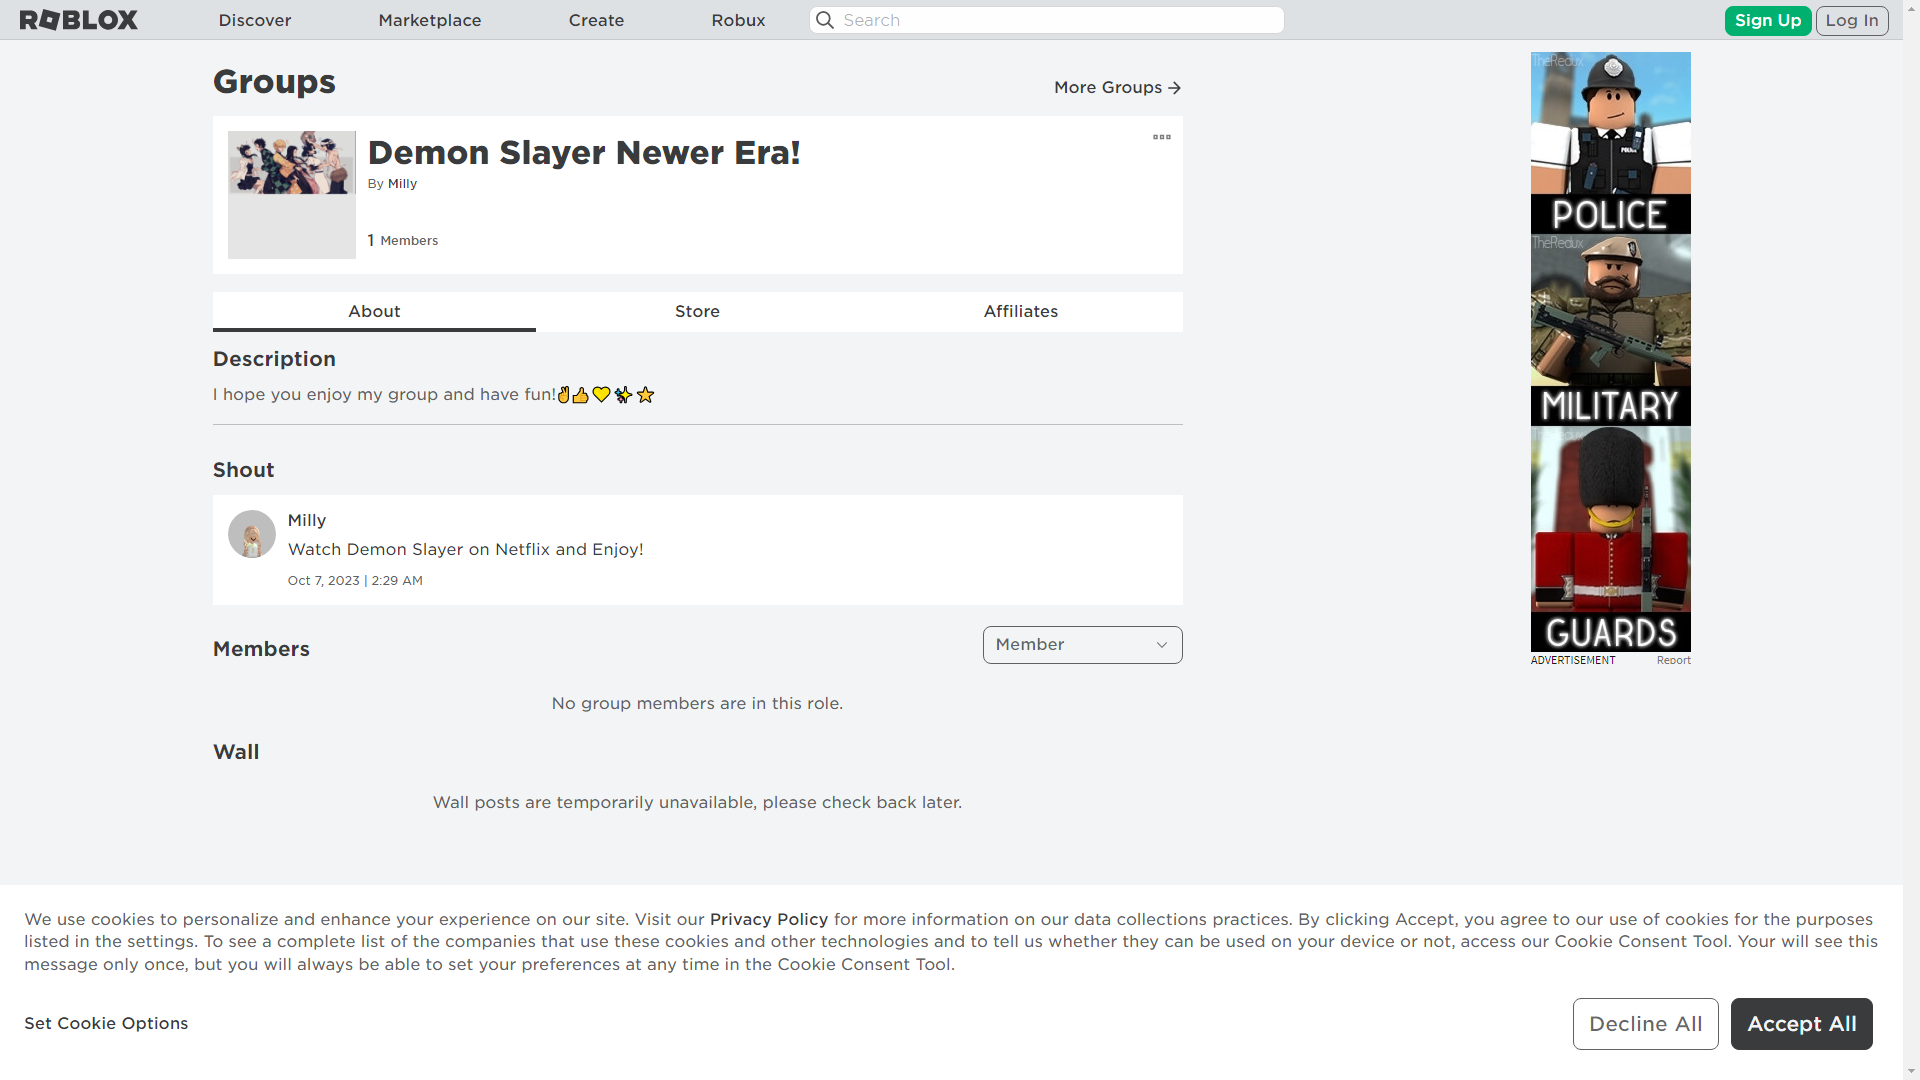 ROBLOX
Discover
Marketplace
Create
Robux
Search
Sign Up
Log In
Groups
More Groups
Demon Slayer Newer Era!
By Milly
1 Members
About
Store
Affiliates
Description
I hope you enjoy my group and have fun!✌👍💛✨⭐
Shout
Milly
Watch Demon Slayer on Netflix and Enjoy!
Oct 7, 2023 | 2:29 AM
Members
Member
No group members are in this role.
Wall
Wall posts are temporarily unavailable, please check back later.
TheRedux
POLICE
POLICE
TheRedux
MILITARY
TheRedux
GUARDS
ADVERTISEMENT
Report
We use cookies to personalize and enhance your experience on our site. Visit our Privacy Policy for more information on our data collections practices. By clicking Accept, you agree to our use of cookies for the purposes
listed in the settings. To see a complete list of the companies that use these cookies and other technologies and to tell us whether they can be used on your device or not, access our Cookie Consent Tool. Your will see this
message only once, but you will always be able to set your preferences at any time in the Cookie Consent Tool.
Set Cookie Options
Decline All
Accept All